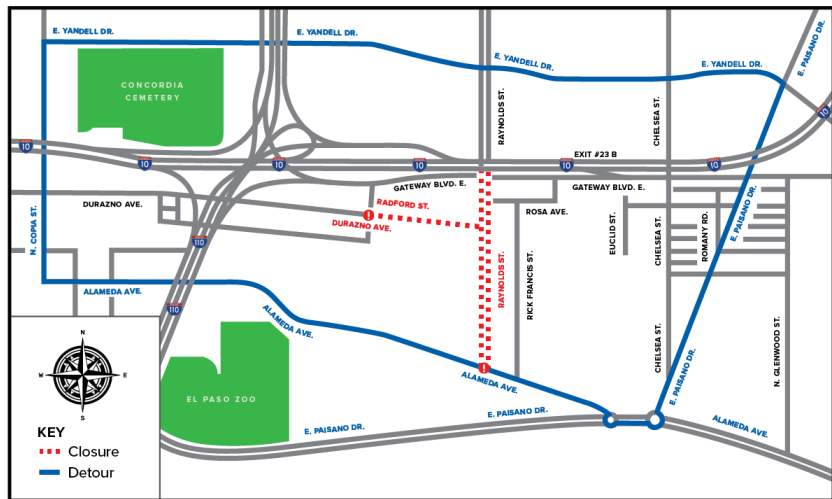 E. YANDELL DR.
E. YANDELL DR.
E. YANDELL DR.
E. YANDELL DR.
E. PAISANO DR.
CONCORDIA
CEMETERY
RAYNOLDS ST.
CHELSEA ST.
10
10
10
10
10
10
10
EXIT #23 B
GATEWAY BLVD. E.
GATEWAY BLVD. E.
DURAZNO AVE.
RADFORD ST.
DURAZNO AVE.
ROSA AVE.
N. COPIA ST.
110
110
EUCLID ST.
CHELSEA ST.
ROMANY RD.
E. PAISANO DR.
RAYNOLDS ST.
RICK FRANCIS ST.
ALAMEDA AVE.
ALAMEDA AVE.
ALAMEDA AVE.
CHELSEA ST.
E. PAISANO DR.
N. GLENWOOD ST.
EL PASO ZOO
E. PAISANO DR.
E. PAISANO DR.
ALAMEDA AVE.
N
W
E
S
KEY
Closure
Detour